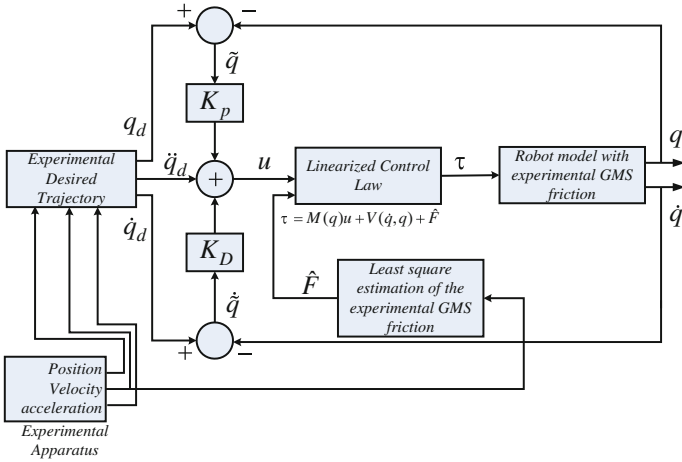 +
−
q̃
K_p
q_d
q
Experimental
Desired
Trajectory
q̈_d
+
u
Linearized Control
Law
τ
Robot model with
experimental GMS
friction
τ = M(q)u + V(q̇,q) + F̂
q̇_d
q̇
K_D
F̂
Least square
estimation of the
experimental GMS
friction
q̃̇
+
−
Position
Velocity
acceleration
Experimental
Apparatus